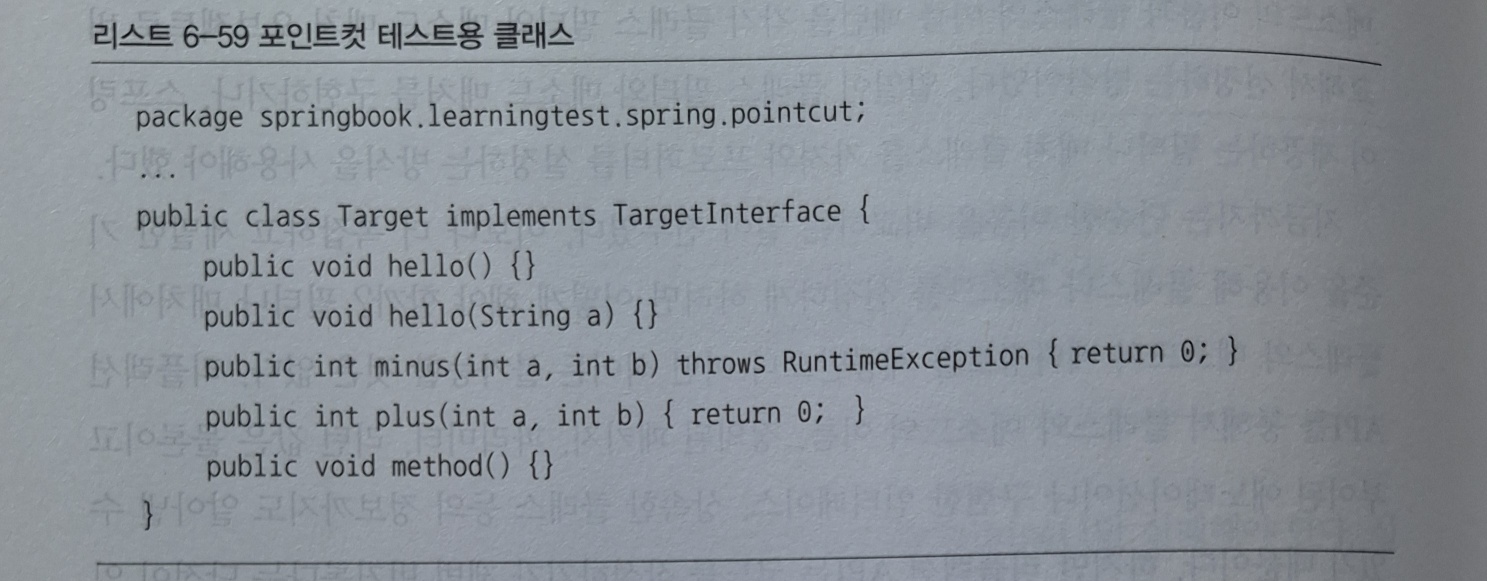 리스트 6–59 포인트컷 테스트용 클래스
package springbook.learningtest.spring.pointcut;
...
public class Target implements TargetInterface {
public void hello() {}
public void hello(String a) {}
public int minus(int a, int b) throws RuntimeException { return 0; }
public int plus(int a, int b) { return 0; }
public void method() {}
}